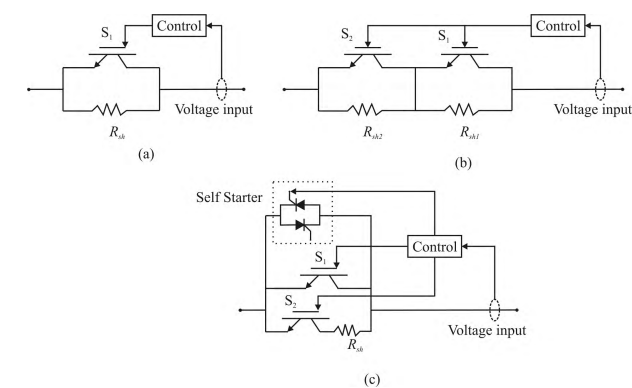 S1
Control
Voltage input
Rsh
(a)
S2
S1
Control
Voltage input
Rsh2
Rsh1
(b)
Self Starter
S1
Control
S2
Voltage input
Rsh
(c)